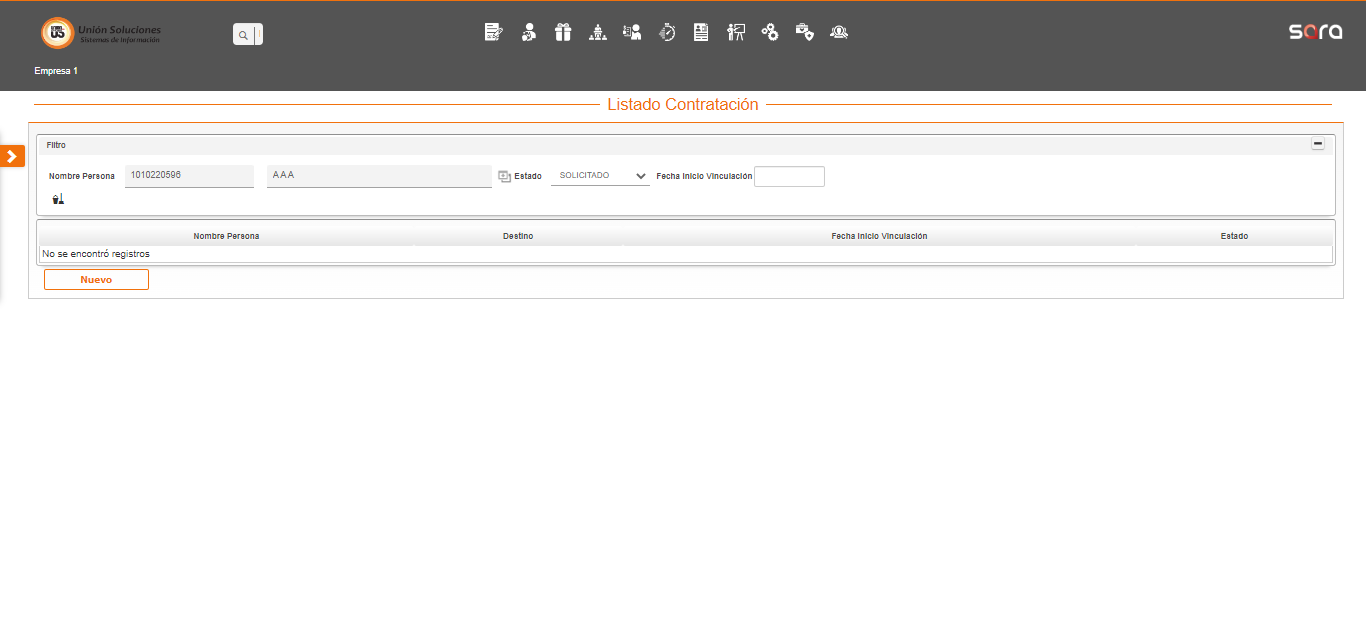 US
Unión Soluciones
Sistemas de Información
sora
Empresa 1
Listado Contratación
Filtro
Nombre Persona 1010220596 AAA Estado SOLICITADO Fecha Inicio Vinculación
Nombre Persona Destino Fecha Inicio Vinculación Estado
No se encontró registros
Nuevo